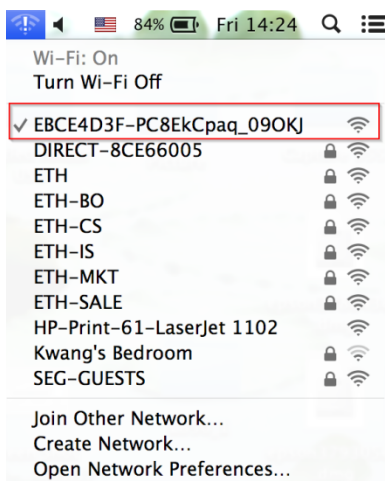 84% Fri 14:24
Wi-Fi: On
Turn Wi-Fi Off
EBCE4D3F-PC8EkCpaq_09OKJ
DIRECT-8CE66005
ETH
ETH-BO
ETH-CS
ETH-IS
ETH-MKT
ETH-SALE
HP-Print-61-LaserJet 1102
Kwang's Bedroom
SEG-GUESTS
Join Other Network...
Create Network...
Open Network Preferences...